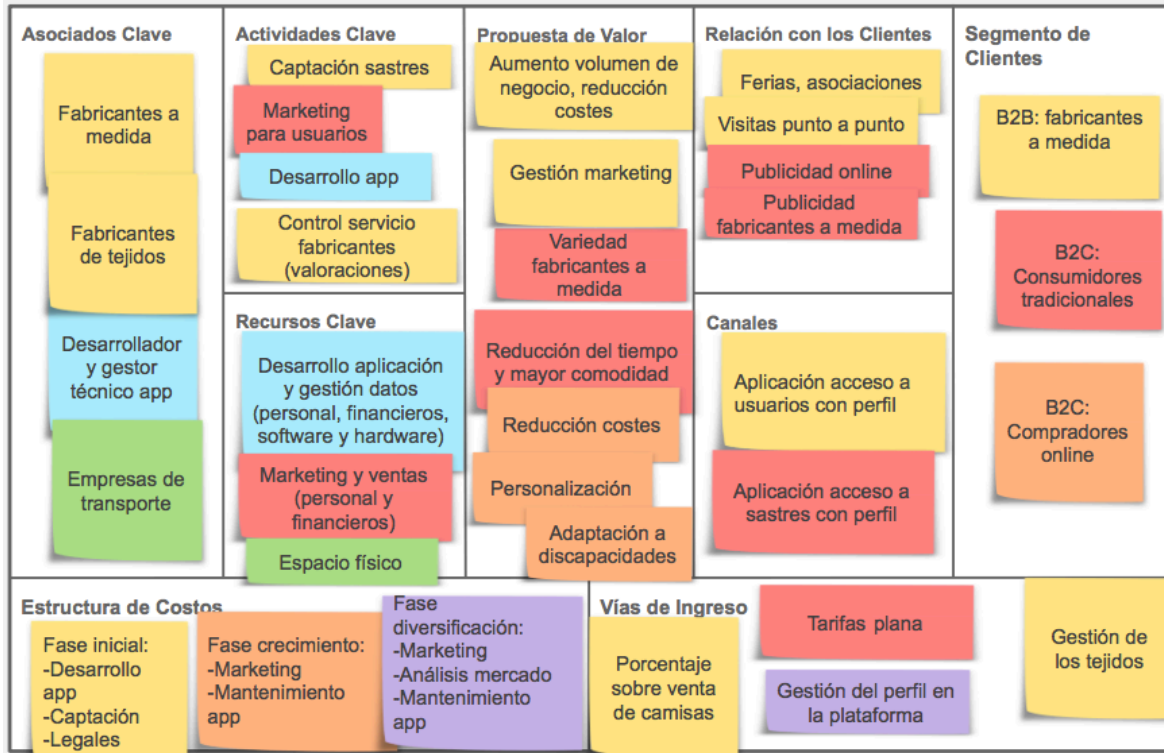 Asociados Clave
Fabricantes a
medida
Fabricantes
de tejidos
Desarrollador
y gestor
técnico app
Empresas de
transporte
Actividades Clave
Captación sastres
Marketing
para usuarios
Desarrollo app
Control servicio
fabricantes
(valoraciones)
Recursos Clave
Desarrollo aplicación
y gestión datos
(personal, financieros,
software y hardware)
Marketing y ventas
(personal y
financieros)
Espacio físico
Propuesta de Valor
Aumento volumen de
negocio, reducción
costes
Gestión marketing
Variedad
fabricantes a
medida
Reducción del tiempo
y mayor comodidad
Reducción costes
Personalización
Adaptación a
discapacidades
Relación con los Clientes
Ferias, asociaciones
Visitas punto a punto
Publicidad online
Publicidad
fabricantes a medida
Canales
Aplicación acceso a
usuarios con perfil
Aplicación acceso a
sastres con perfil
Segmento de
Clientes
B2B: fabricantes
a medida
B2C:
Consumidores
tradicionales
B2C:
Compradores
online
Estructura de Costos
Fase inicial:
-Desarrollo
app
-Captación
-Legales
Fase crecimiento:
-Marketing
-Mantenimiento
app
Fase
diversificación:
-Marketing
-Análisis mercado
-Mantenimiento
app
Vías de Ingreso
Porcentaje
sobre venta
de camisas
Tarifas plana
Gestión del perfil en
la plataforma
Gestión de
los tejidos